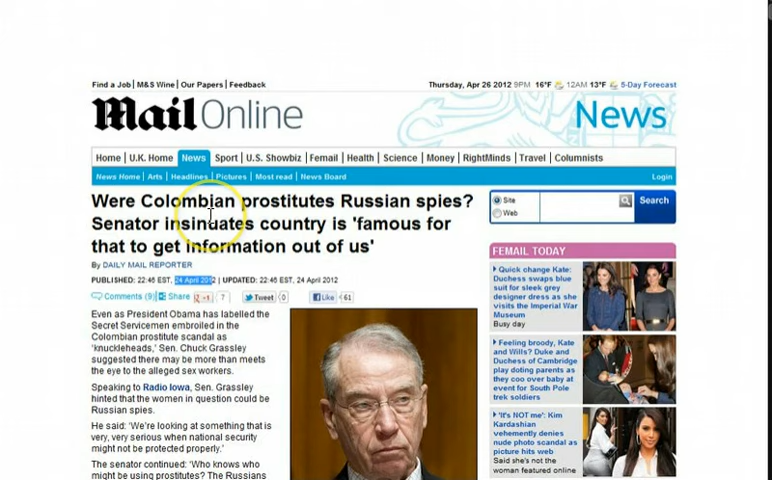 Find a Job | M&S Wine | Our Papers | Feedback
Thursday, Apr 26 2012 9PM 16°F 12AM 13°F 5-Day Forecast
Mail Online
News
Home U.K. Home News Sport U.S. Showbiz Femail Health Science Money RightMinds Travel Columnists
News Home Arts Headlines Pictures Most read News Board
Login
Were Colombian prostitutes Russian spies?
Senator insinuates country is 'famous for
that to get information out of us'
By DAILY MAIL REPORTER
PUBLISHED: 22:46 EST, 24 April 2012 | UPDATED: 22:46 EST, 24 April 2012
Comments (9) Share +1 7 Tweet 0 Like 61
Even as President Obama has labelled the
Secret Servicemen embroiled in the
Colombian prostitute scandal as
'knuckleheads,' Sen. Chuck Grassley
suggested there may be more than meets
the eye to the alleged sex workers.
Speaking to Radio Iowa, Sen. Grassley
hinted that the women in question could be
Russian spies.
He said: 'We're looking at something that is
very, very serious when national security
might not be protected properly.'
The senator continued: 'Who knows who
might be using prostitutes? The Russians
Site
Web
Search
FEMAIL TODAY
Quick change Kate:
Duchess swaps blue
suit for sleek grey
designer dress as she
visits the Imperial War
Museum
Busy day
Feeling broody, Kate
and Wills? Duke and
Duchess of Cambridge
play doting parents as
they coo over baby at
event for South Pole
trek soldiers
'It's NOT me': Kim
Kardashian
vehemently denies
nude photo scandal as
picture hits web
Said she's not the
woman featured online